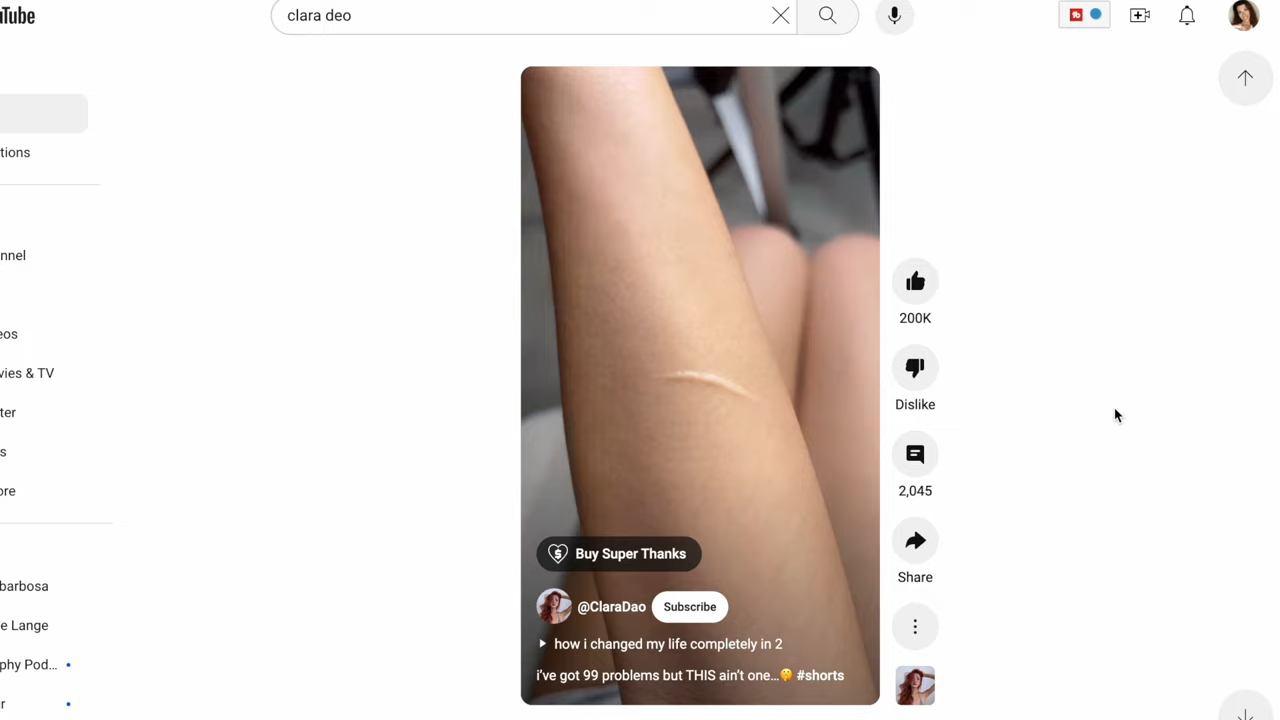 uTube
clara deo
tions
nnel
eos
vies & TV
ter
s
ore
barbosa
e Lange
phy Pod...
r
200K
Dislike
2,045
Share
Buy Super Thanks
@ClaraDao
Subscribe
how i changed my life completely in 2
i've got 99 problems but THIS ain't one...🤫 #shorts